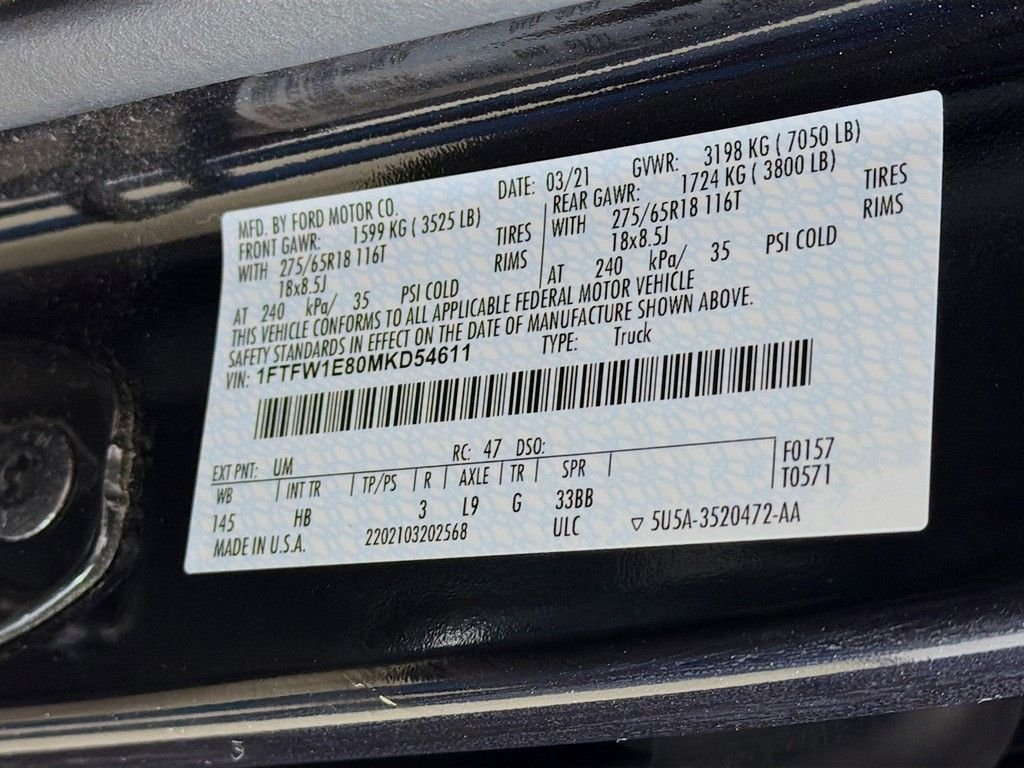 MFD. BY FORD MOTOR CO. DATE: 03/21 GVWR: 3198 KG ( 7050 LB)
FRONT GAWR: 1599 KG ( 3525 LB) REAR GAWR: 1724 KG ( 3800 LB)
WITH 275/65R18 116T TIRES WITH 275/65R18 116T TIRES
18x8.5J RIMS 18x8.5J RIMS
AT 240 kPa/ 35 PSI COLD AT 240 kPa/ 35 PSI COLD
THIS VEHICLE CONFORMS TO ALL APPLICABLE FEDERAL MOTOR VEHICLE
SAFETY STANDARDS IN EFFECT ON THE DATE OF MANUFACTURE SHOWN ABOVE.
VIN: 1FTFW1E80MKD54611 TYPE: Truck
EXT PNT: UM RC: 47 DSO: F0157
WB INT TR TP/PS R AXLE TR SPR T0571
145 HB 3 L9 G 33BB
MADE IN U.S.A. 2202103202568 ULC ▽ 5U5A-3520472-AA